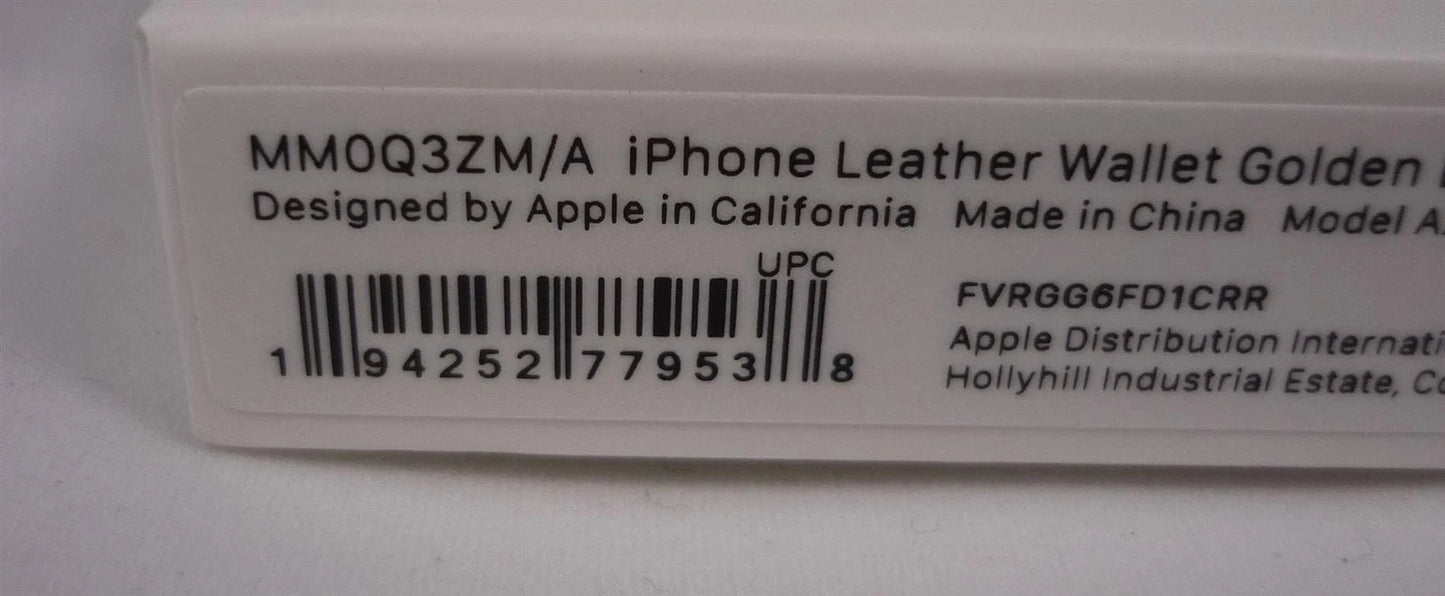 MM0Q3ZM/A iPhone Leather Wallet Golden
Designed by Apple in California Made in China Model
UPC
1 94252 77953 8
FVRGG6FD1CRR
Apple Distribution Internati
Hollyhill Industrial Estate,